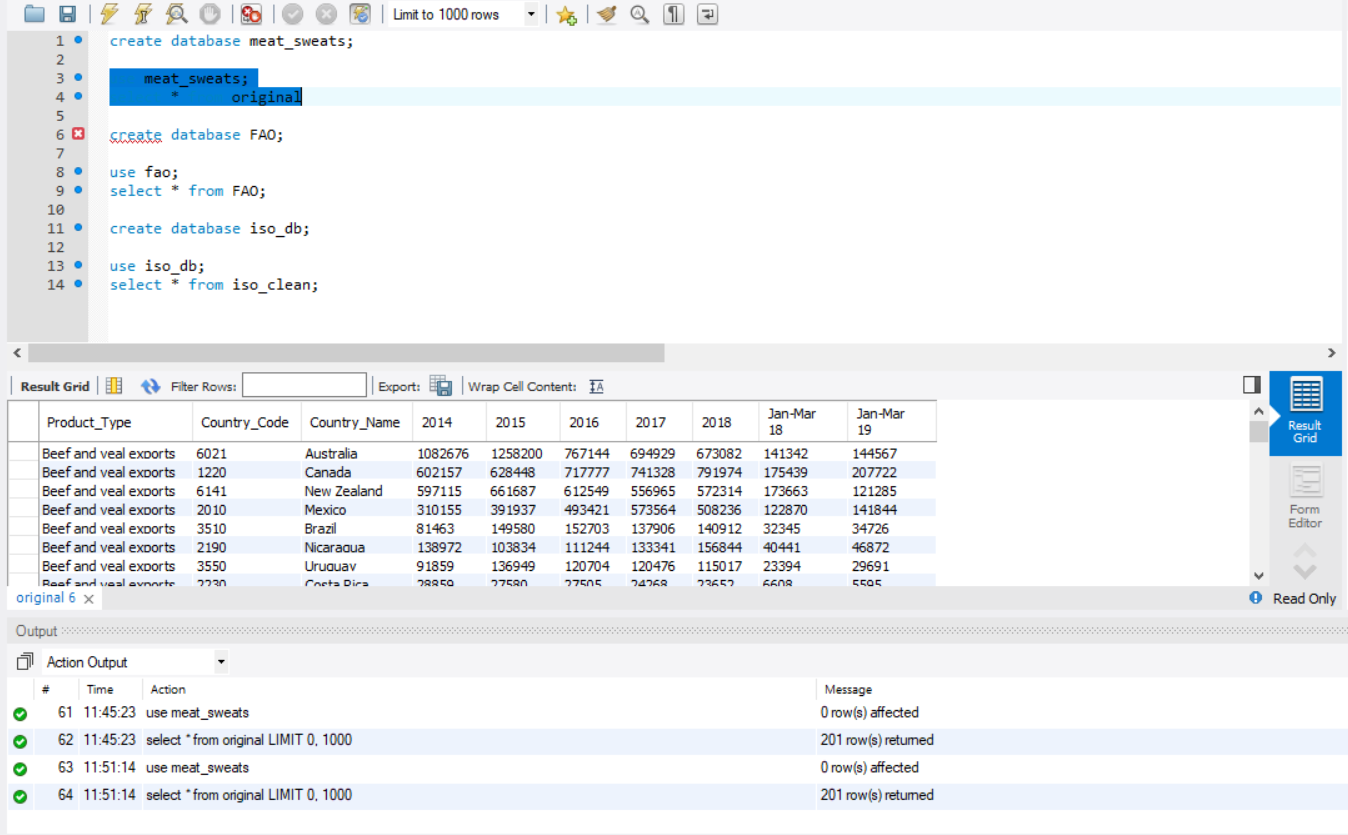 Limit to 1000 rows
1 create database meat_sweats;
2
3 meat_sweats;
4 * original
5
6 create database FAO;
7
8 use fao;
9 select * from FAO;
10
11 create database iso_db;
12
13 use iso_db;
14 select * from iso_clean;
Result Grid Filter Rows: Export: Wrap Cell Content:
Product_Type Country_Code Country_Name 2014 2015 2016 2017 2018 Jan-Mar 18 Jan-Mar 19
Beef and veal exports 6021 Australia 1082676 1258200 767144 694929 673082 141342 144567
Beef and veal exports 1220 Canada 602157 628448 717777 741328 791974 175439 207722
Beef and veal exports 6141 New Zealand 597115 661687 612549 556965 572314 173663 121285
Beef and veal exports 2010 Mexico 310155 391937 493421 573564 508236 122870 141844
Beef and veal exports 3510 Brazil 81463 149580 152703 137906 140912 32345 34726
Beef and veal exports 2190 Nicaragua 138972 103834 111244 133341 156844 40441 46872
Beef and veal exports 3550 Uruguay 91859 136949 120704 120476 115017 23394 29691
Beef and veal exports 2230 Costa Rica 28859 27580 27505 24268 23652 6608 5595
Result
Grid
Form
Editor
original 6
Read Only
Output
Action Output
# Time Action Message
61 11:45:23 use meat_sweats 0 row(s) affected
62 11:45:23 select * from original LIMIT 0, 1000 201 row(s) returned
63 11:51:14 use meat_sweats 0 row(s) affected
64 11:51:14 select * from original LIMIT 0, 1000 201 row(s) returned